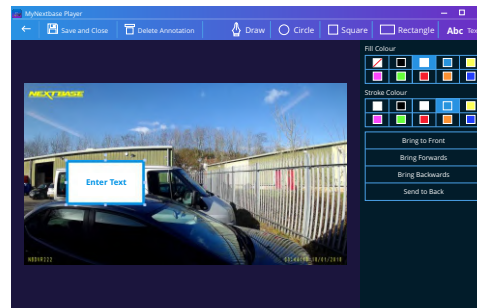 MyNextbase Player
Save and Close
Delete Annotation
Draw
Circle
Square
Rectangle
Abc
Fill Colour
Stroke Colour
NEXTBASE
Enter Text
Bring to Front
Bring Forwards
Bring Backwards
Send to Back